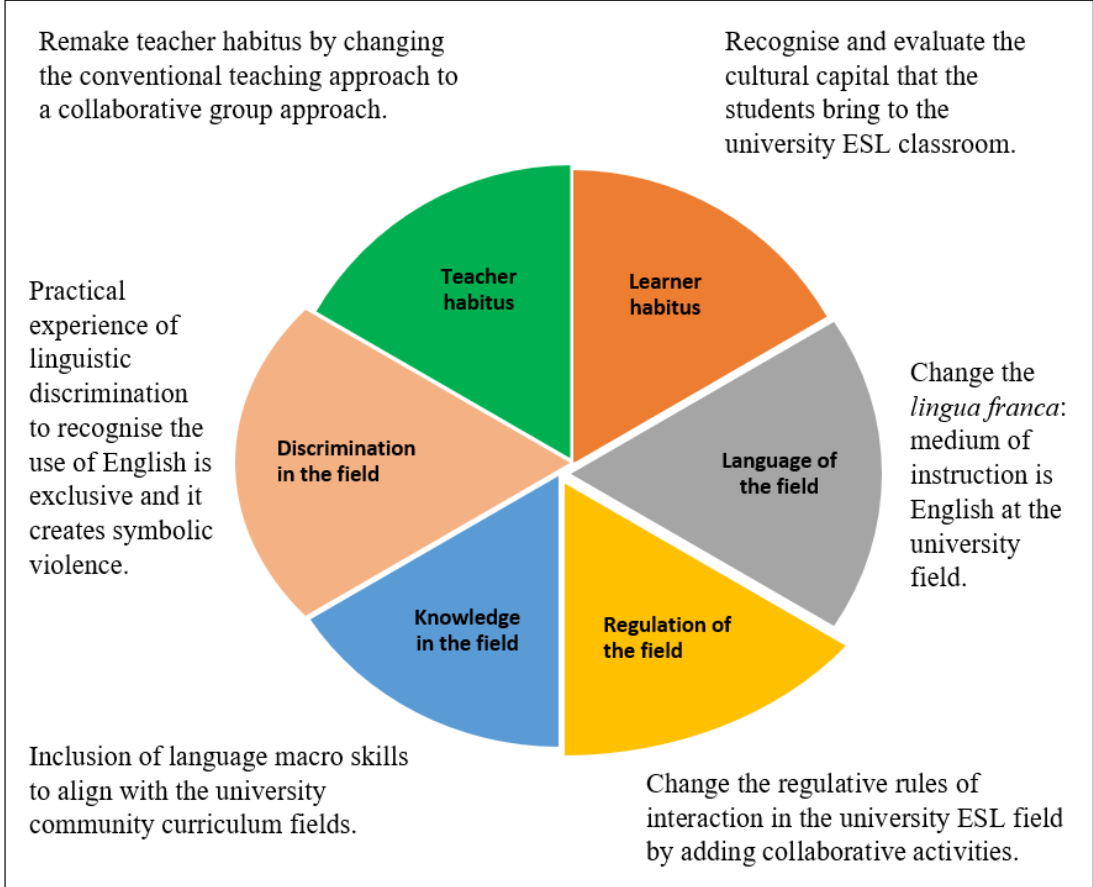 Remake teacher habitus by changing
the conventional teaching approach to
a collaborative group approach.
Recognise and evaluate the
cultural capital that the
students bring to the
university ESL classroom.
Teacher
habitus
Learner
habitus
Practical
experience of
linguistic
discrimination
to recognise the
use of English is
exclusive and it
creates symbolic
violence.
Discrimination
in the field
Language of
the field
Change the
lingua franca:
medium of
instruction is
English at the
university
field.
Knowledge
in the field
Regulation of
the field
Inclusion of language macro skills
to align with the university
community curriculum fields.
Change the regulative rules of
interaction in the university ESL field
by adding collaborative activities.